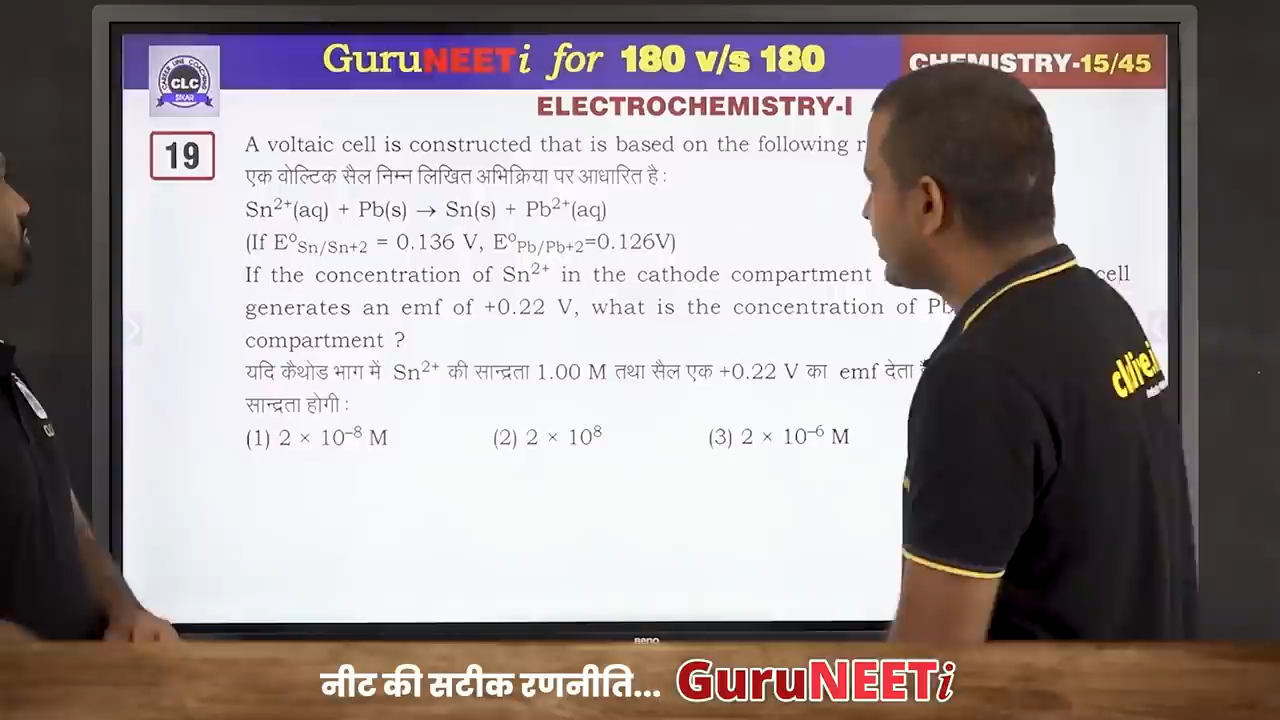 GuruNEETi for 180 v/s 180
CHEMISTRY-15/45
CLC
SIKAR
ELECTROCHEMISTRY-I
19
A voltaic cell is constructed that is based on the following
एक वोल्टिक सैल निम्न लिखित अभिक्रिया पर आधारित है :
Sn²⁺(aq) + Pb(s) → Sn(s) + Pb²⁺(aq)
(If E°Sn/Sn+2 = 0.136 V, E°Pb/Pb+2=0.126V)
If the concentration of Sn²⁺ in the cathode compartment cell
generates an emf of +0.22 V, what is the concentration of
compartment ?
यदि कैथोड भाग में Sn²⁺ की सान्द्रता 1.00 M तथा सैल एक +0.22 V का emf देता
सान्द्रता होगी :
(1) 2 × 10⁻⁸ M (2) 2 × 10⁸ (3) 2 × 10⁻⁶ M
BenQ
नीट की सटीक रणनीति... GuruNEETi